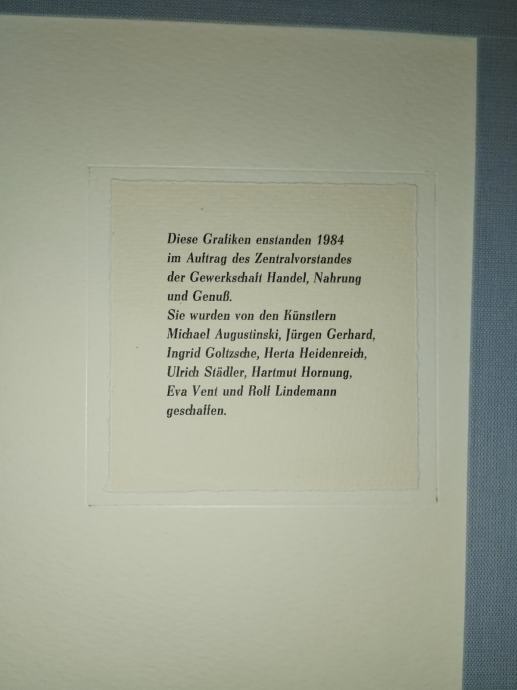 Diese Grafiken enstanden 1984
im Auftrag des Zentralvorstandes
der Gewerkschaft Handel, Nahrung
und Genuß.
Sie wurden von den Künstlern
Michael Augustinski, Jürgen Gerhard,
Ingrid Goltzsche, Herta Heidenreich,
Ulrich Städler, Hartmut Hornung,
Eva Vent und Rolf Lindemann
geschaffen.